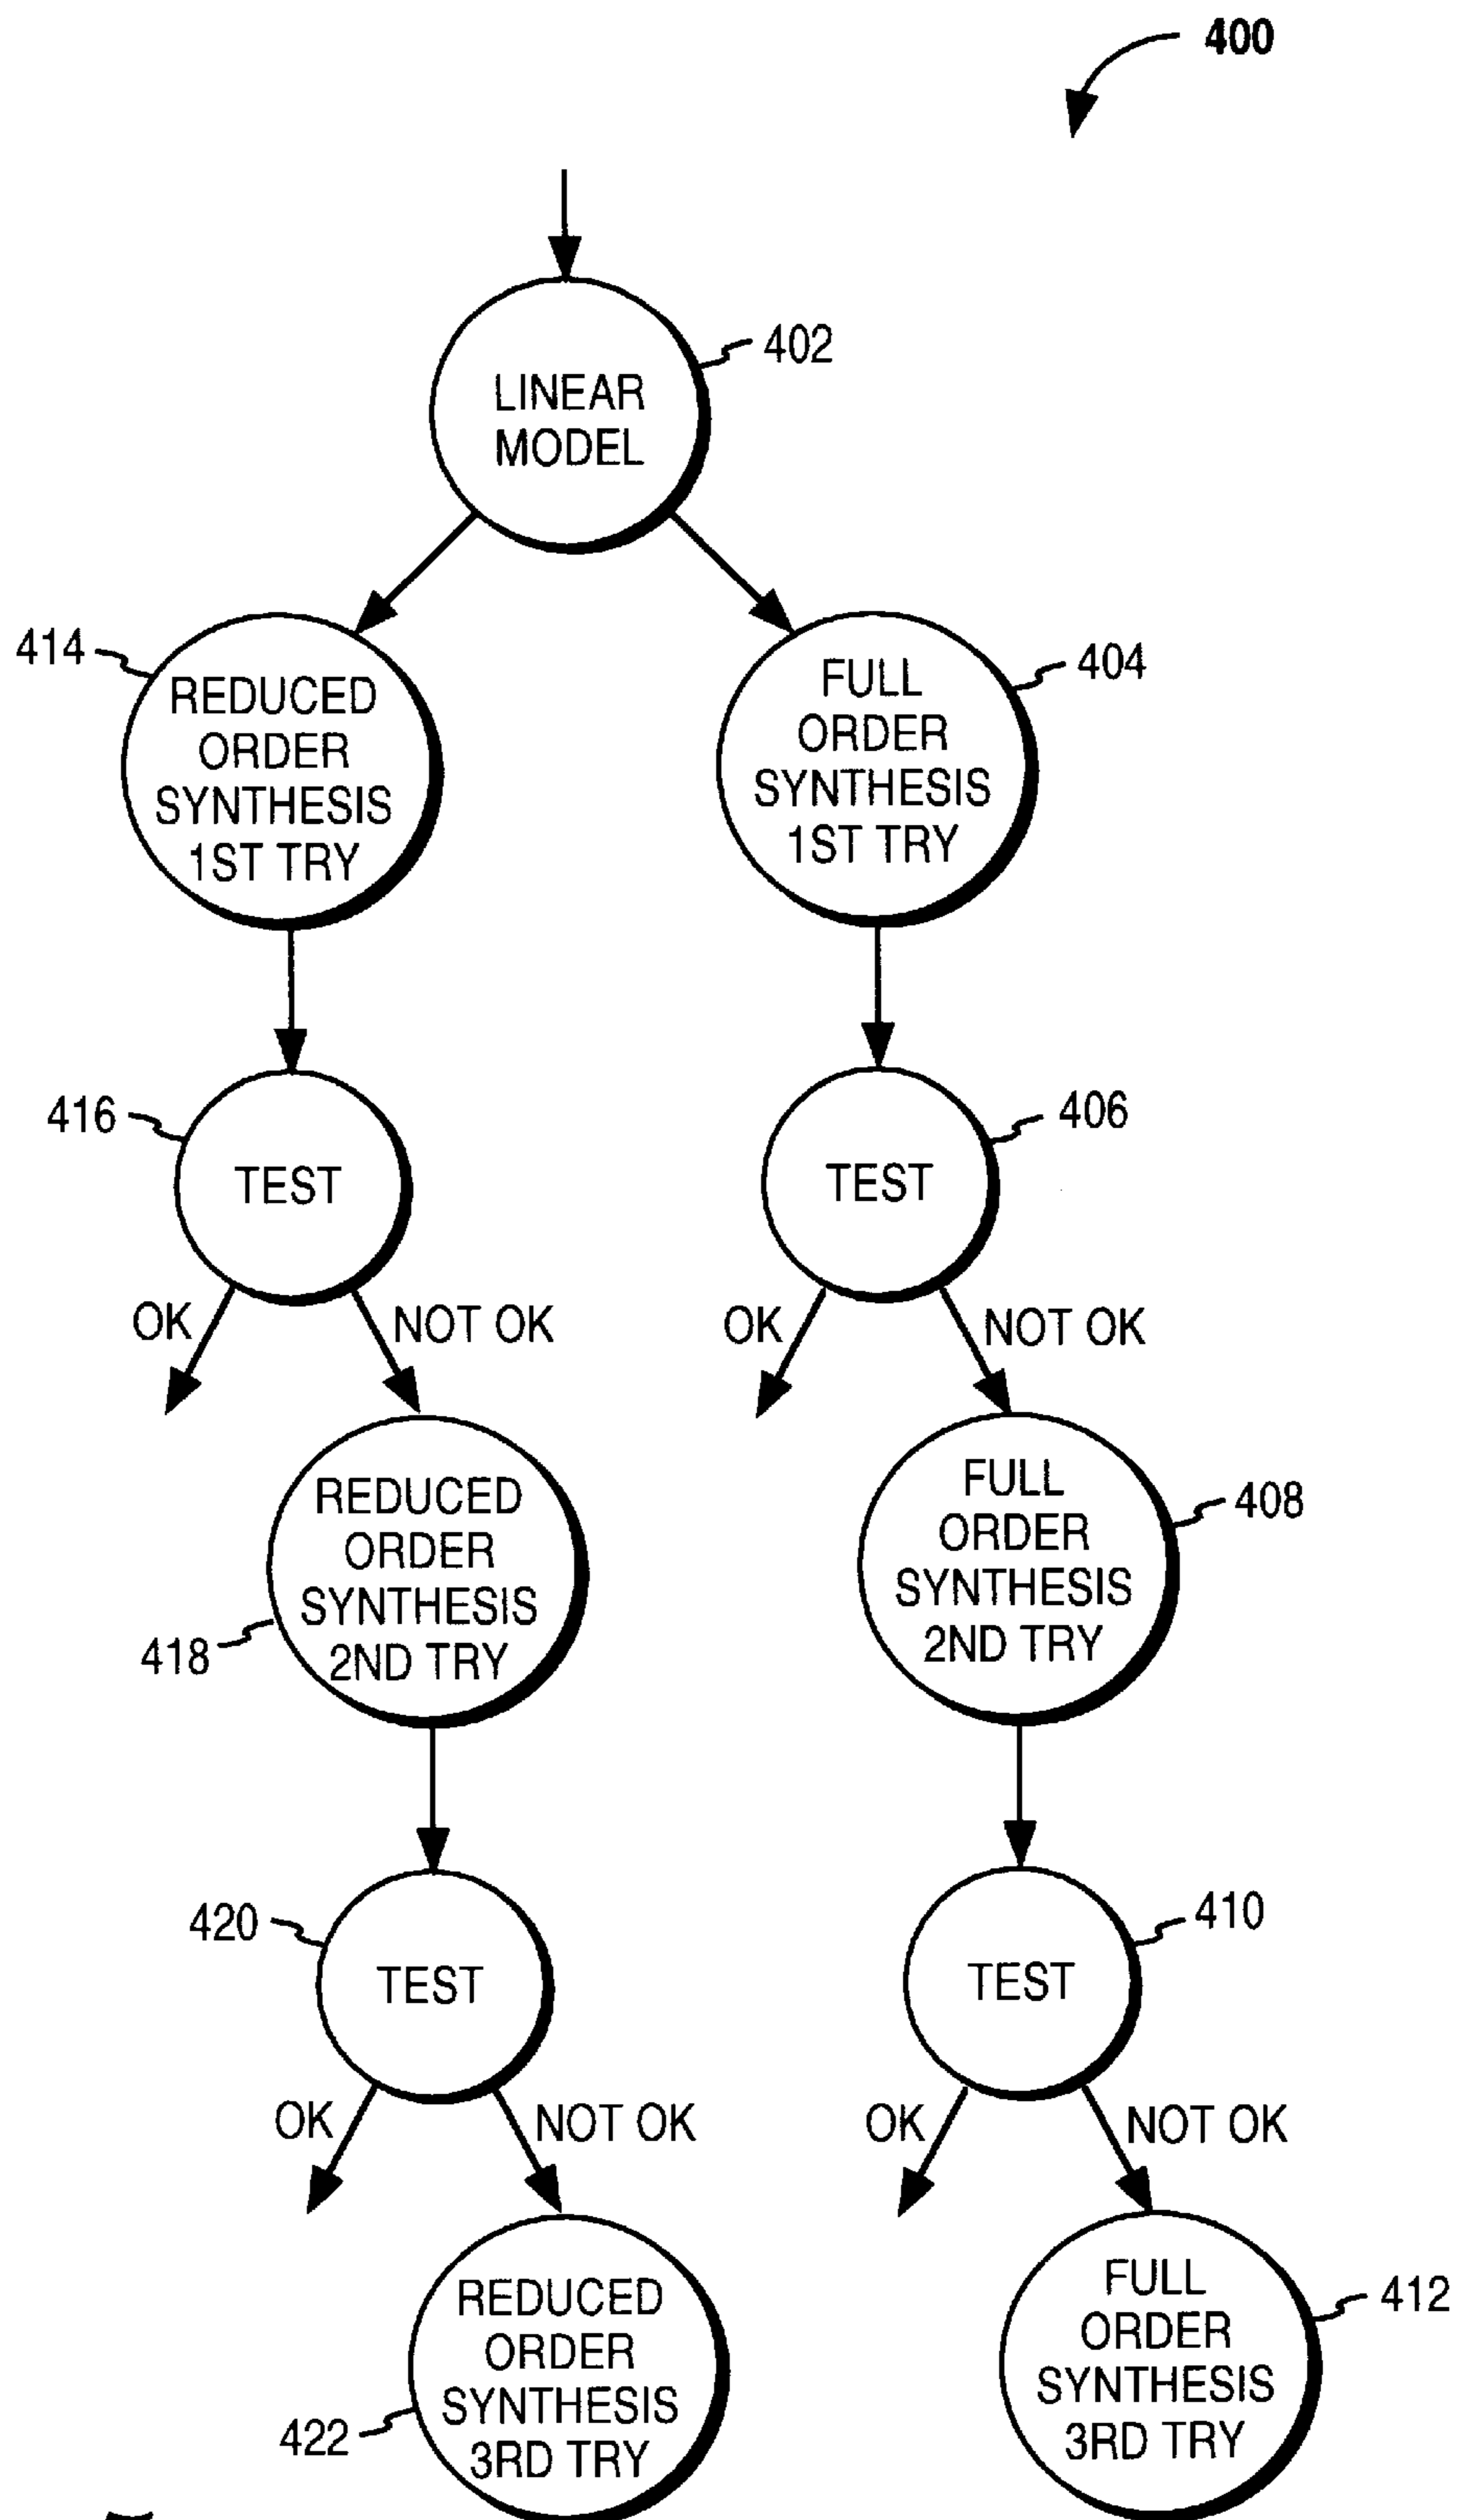 400
402
LINEAR
MODEL
414
REDUCED
ORDER
SYNTHESIS
1ST TRY
404
FULL
ORDER
SYNTHESIS
1ST TRY
416
TEST
406
TEST
OK
NOT OK
OK
NOT OK
REDUCED
ORDER
SYNTHESIS
2ND TRY
418
FULL
ORDER
SYNTHESIS
2ND TRY
408
420
TEST
410
TEST
OK
NOT OK
OK
NOT OK
REDUCED
ORDER
SYNTHESIS
3RD TRY
422
FULL
ORDER
SYNTHESIS
3RD TRY
412